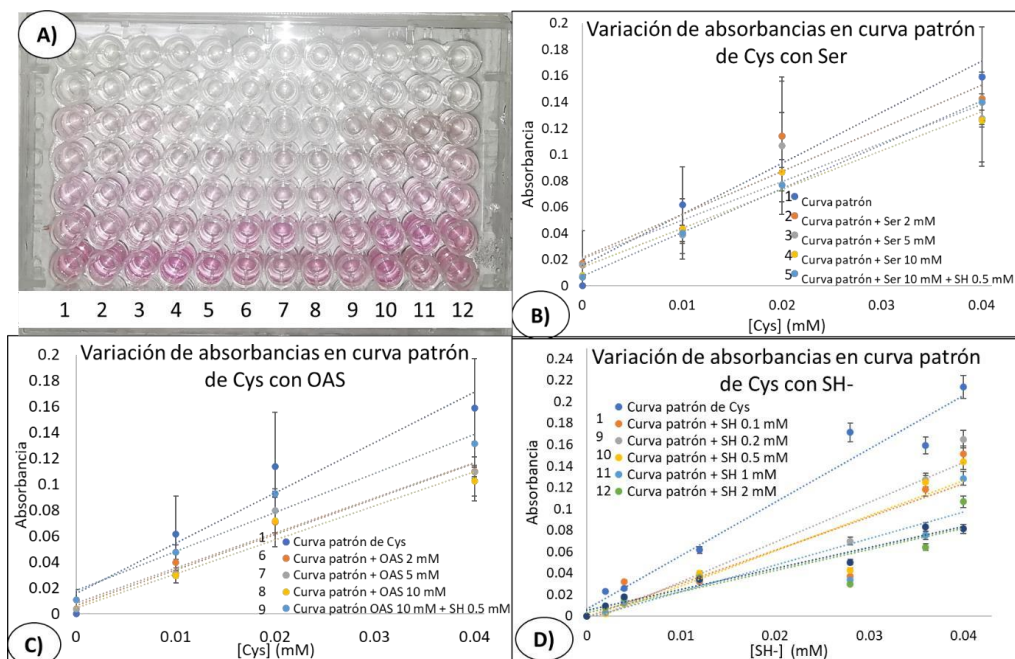 A)
1 2 3 4 5 6 7 8 9 10 11 12
B)
Variación de absorbancias en curva patrón
de Cys con Ser
Absorbancia
0.2
0.18
0.16
0.14
0.12
0.1
0.08
0.06
0.04
0.02
0
1 Curva patrón
2 Curva patrón + Ser 2 mM
3 Curva patrón + Ser 5 mM
4 Curva patrón + Ser 10 mM
5 Curva patrón + Ser 10 mM + SH 0.5 mM
0 0.01 0.02 0.03 0.04
[Cys] (mM)
C)
Variación de absorbancias en curva patrón
de Cys con OAS
Absorbancia
0.2
0.18
0.16
0.14
0.12
0.1
0.08
0.06
0.04
0.02
0
1 Curva patrón de Cys
6 Curva patrón + OAS 2 mM
7 Curva patrón + OAS 5 mM
8 Curva patrón + OAS 10 mM
9 Curva patrón OAS 10 mM + SH 0.5 mM
0 0.01 0.02 0.03 0.04
[Cys] (mM)
D)
Variación de absorbancias en curva patrón
de Cys con SH-
Absorbancia
0.24
0.22
0.2
0.18
0.16
0.14
0.12
0.1
0.08
0.06
0.04
0.02
0
Curva patrón de Cys
1 Curva patrón + SH 0.1 mM
9 Curva patrón + SH 0.2 mM
10 Curva patrón + SH 0.5 mM
11 Curva patrón + SH 1 mM
12 Curva patrón + SH 2 mM
0 0.01 0.02 0.03 0.04
[SH-] (mM)